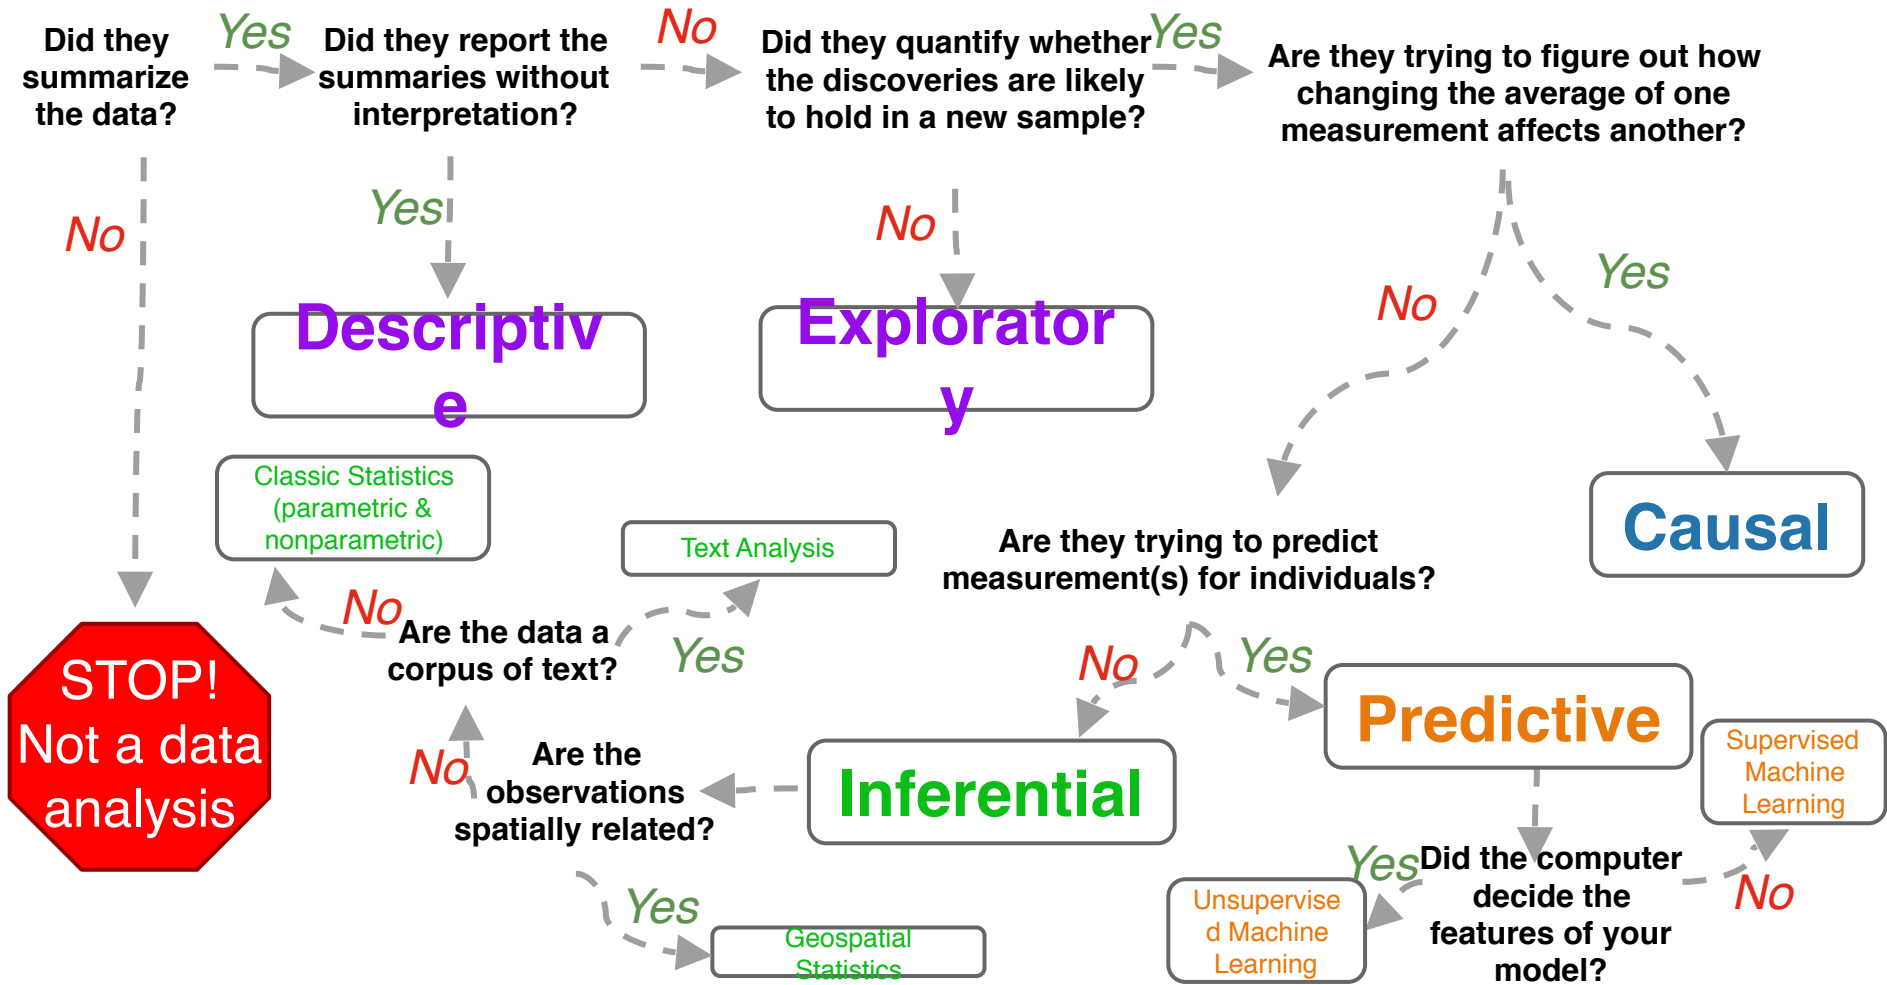 Did they
summarize
the data?
Yes
Did they report the
summaries without
interpretation?
No
Did they quantify whether
the discoveries are likely
to hold in a new sample?
Yes
Are they trying to figure out how
changing the average of one
measurement affects another?
No
Yes
No
No
Yes
Descriptiv
e
Explorator
y
Causal
Classic Statistics
(parametric &
nonparametric)
Text Analysis
Are they trying to predict
measurement(s) for individuals?
No
Are the data a
corpus of text?
Yes
No
Yes
STOP!
Not a data
analysis
Predictive
Supervised
Machine
Learning
No
Are the
observations
spatially related?
Inferential
Yes
Did the computer
decide the
features of your
model?
No
Unsupervise
d Machine
Learning
Yes
Geospatial
Statistics